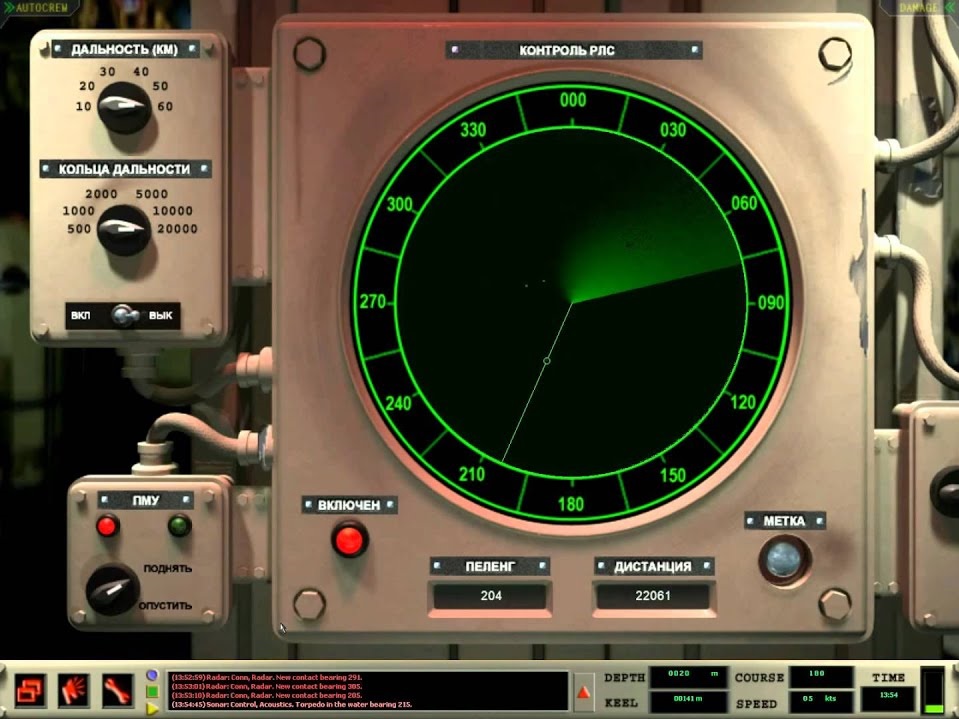 AUTOCREW
DAMAGE
ДАЛЬНОСТЬ (КМ)
30 40
20 50
10 60
КОЛЬЦА ДАЛЬНОСТИ
2000 5000
1000 10000
500 20000
ВКЛ ВЫК
КОНТРОЛЬ РЛС
000
330 030
300 060
270 090
240 120
210 150
180
ПМУ
ПОДНЯТЬ
ОПУСТИТЬ
ВКЛЮЧЕН
ПЕЛЕНГ
204
ДИСТАНЦИЯ
22061
МЕТКА
(13:52:59) Radar: Conn, Radar. New contact bearing 291.
(13:53:01) Radar: Conn, Radar. New contact bearing 305.
(13:53:10) Radar: Conn, Radar. New contact bearing 205.
(13:54:45) Sonar: Control, Acoustics. Torpedo in the water bearing 215.
DEPTH 0020 m COURSE 180 TIME
KEEL 00141 m SPEED 05 kts 13:54